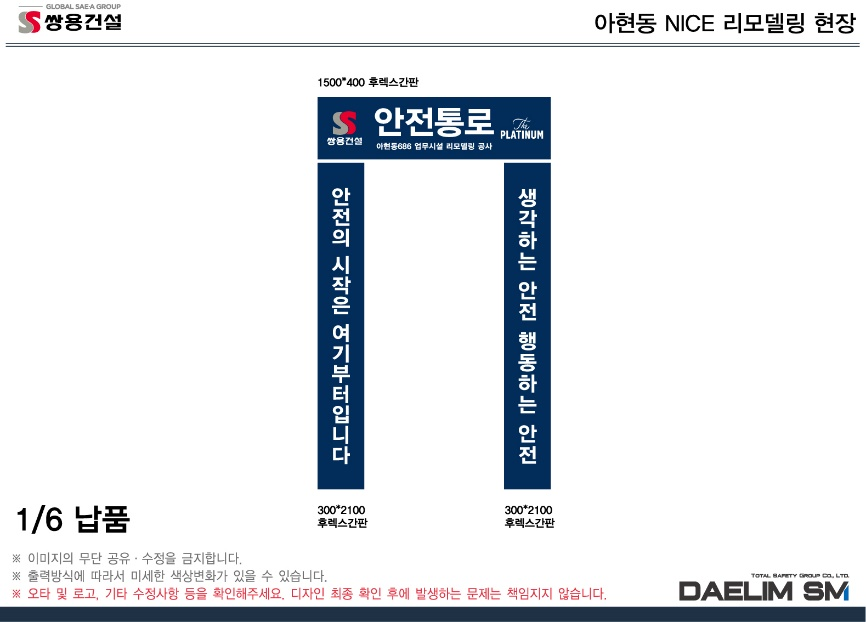 GLOBAL SAE-A GROUP
쌍용건설
아현동 NICE 리모델링 현장
1500*400 후렉스간판
쌍용건설
안전통로
아현동686 업무시설 리모델링 공사
The
PLATINUM
안전의 시작은 여기부터입니다
생각하는 안전 행동하는 안전
300*2100
후렉스간판
300*2100
후렉스간판
1/6 납품
※ 이미지의 무단 공유 · 수정을 금지합니다.
※ 출력방식에 따라서 미세한 색상변화가 있을 수 있습니다.
※ 오타 및 로고, 기타 수정사항 등을 확인해주세요. 디자인 최종 확인 후에 발생하는 문제는 책임지지 않습니다.
TOTAL SAFETY GROUP CO., LTD.
DAELIM SM